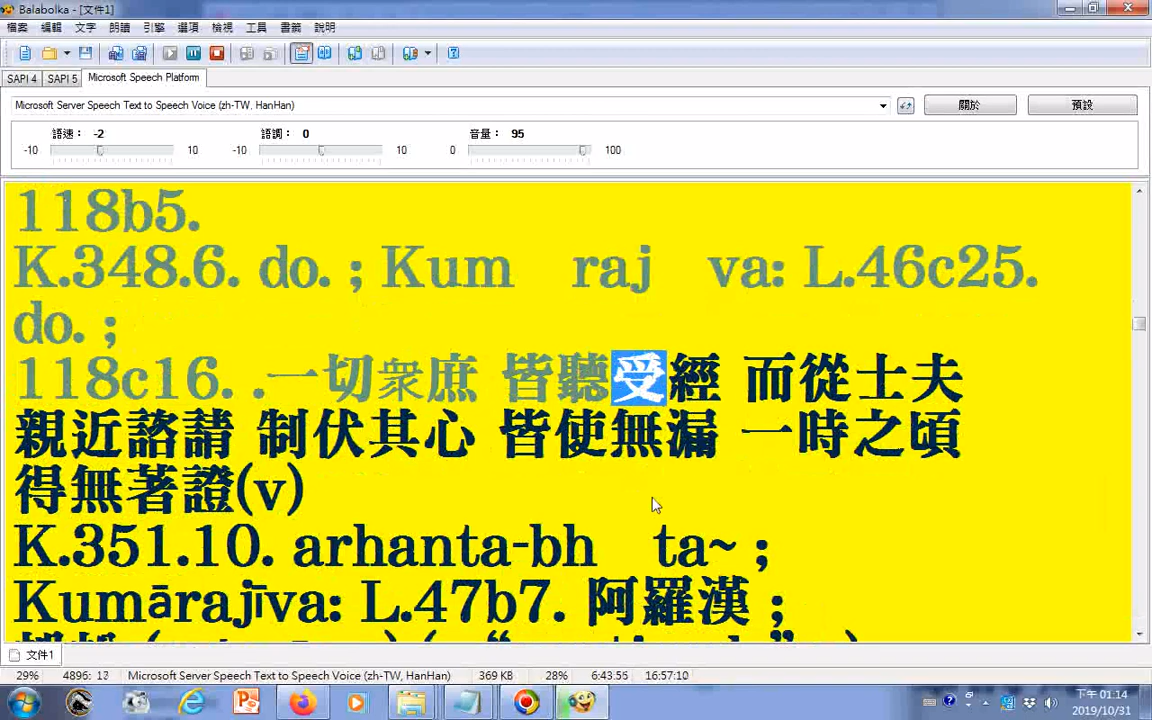 Balabolka - [文件1]
檔案 編輯 文字 朗讀 引擎 選項 檢視 工具 書籤 說明
SAPI 4 SAPI 5 Microsoft Speech Platform
Microsoft Server Speech Text to Speech Voice (zh-TW, HanHan) 關於 預設
語速： -2 語調： 0 音量： 95
-10 10 -10 10 0 100
118b5.
K.348.6. do. ; Kum raj va: L.46c25.
do. ;
118c16. .一切衆庶 皆聽受經 而從士夫
親近諮請 制伏其心 皆使無漏 一時之頃
得無著證(v)
K.351.10. arhanta-bh ta~ ;
Kumārajīva: L.47b7. 阿羅漢 ;
文件1
29% 4896: 13 Microsoft Server Speech Text to Speech Voice (zh-TW, HanHan) 369 KB 28% 6:43:55 16:57:10
下午 01:14
2019/10/31